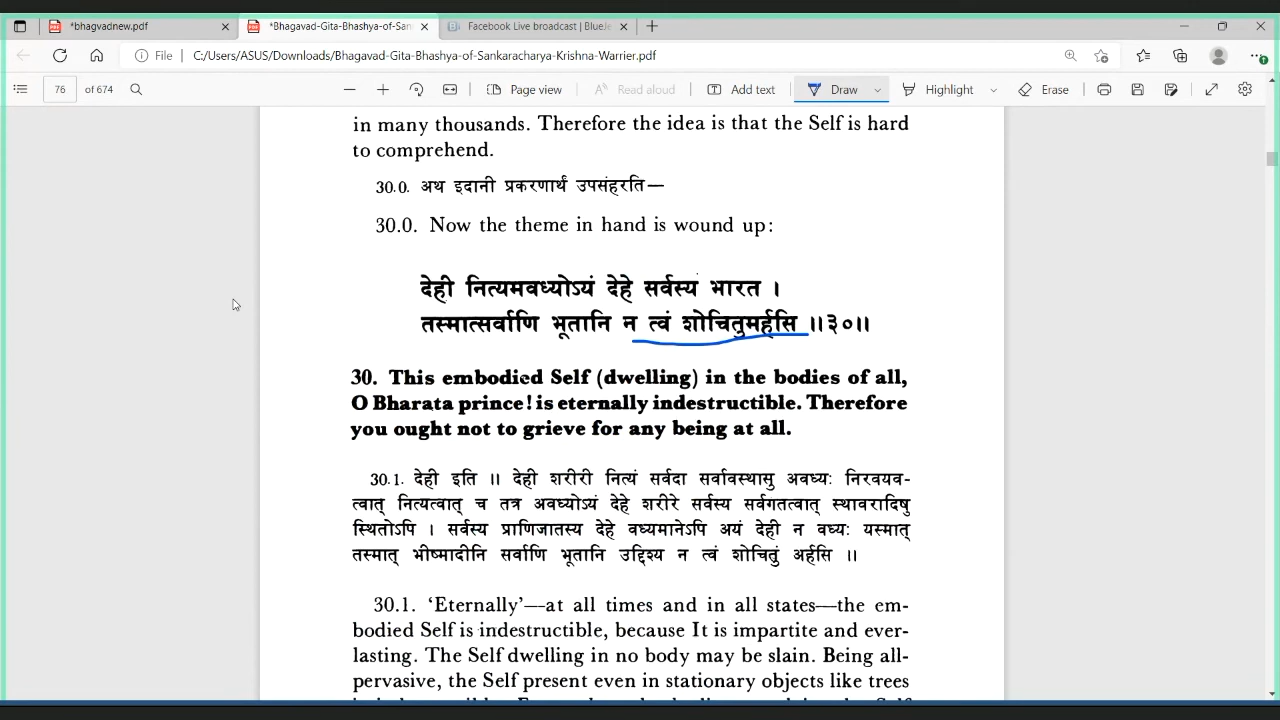 *bhagvadnew.pdf
*Bhagavad-Gita-Bhashya-of-San
Facebook Live broadcast | BlueJe
File
C:/Users/ASUS/Downloads/Bhagavad-Gita-Bhashya-of-Sankaracharya-Krishna-Warrier.pdf
76 of 674
Page view
Read aloud
Add text
Draw
Highlight
Erase
in many thousands. Therefore the idea is that the Self is hard
to comprehend.
30.0. अथ इदानी प्रकरणार्थं उपसंहरति—
30.0. Now the theme in hand is wound up:
देही नित्यमवध्योऽयं देहे सर्वस्य भारत ।
तस्मात्सर्वाणि भूतानि न त्वं शोचितुमर्हसि ॥३०॥
30. This embodied Self (dwelling) in the bodies of all,
O Bharata prince! is eternally indestructible. Therefore
you ought not to grieve for any being at all.
30.1. देही इति ॥ देही शरीरी नित्यं सर्वदा सर्वावस्थासु अवध्यः निरवयव-
त्वात् नित्यत्वात् च तत्र अवध्योऽयं देहे शरीरे सर्वस्य सर्वगतत्वात् स्थावरादिषु
स्थितोऽपि । सर्वस्य प्राणिजातस्य देहे वध्यमानेऽपि अयं देही न वध्यः यस्मात्
तस्मात् भीष्मादीनि सर्वाणि भूतानि उद्दिश्य न त्वं शोचितुं अर्हसि ॥
30.1. ‘Eternally’—at all times and in all states—the em-
bodied Self is indestructible, because It is impartite and ever-
lasting. The Self dwelling in no body may be slain. Being all-
pervasive, the Self present even in stationary objects like trees